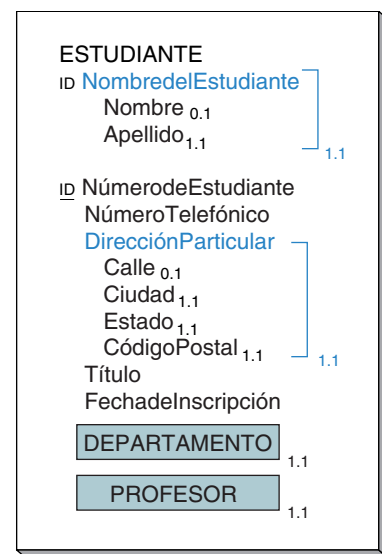 ESTUDIANTE
ID NombredelEstudiante
Nombre 0.1
Apellido 1.1
1.1
ID NúmerodeEstudiante
NúmeroTelefónico
DirecciónParticular
Calle 0.1
Ciudad 1.1
Estado 1.1
CódigoPostal 1.1
1.1
Título
FechadeInscripción
DEPARTAMENTO 1.1
PROFESOR 1.1